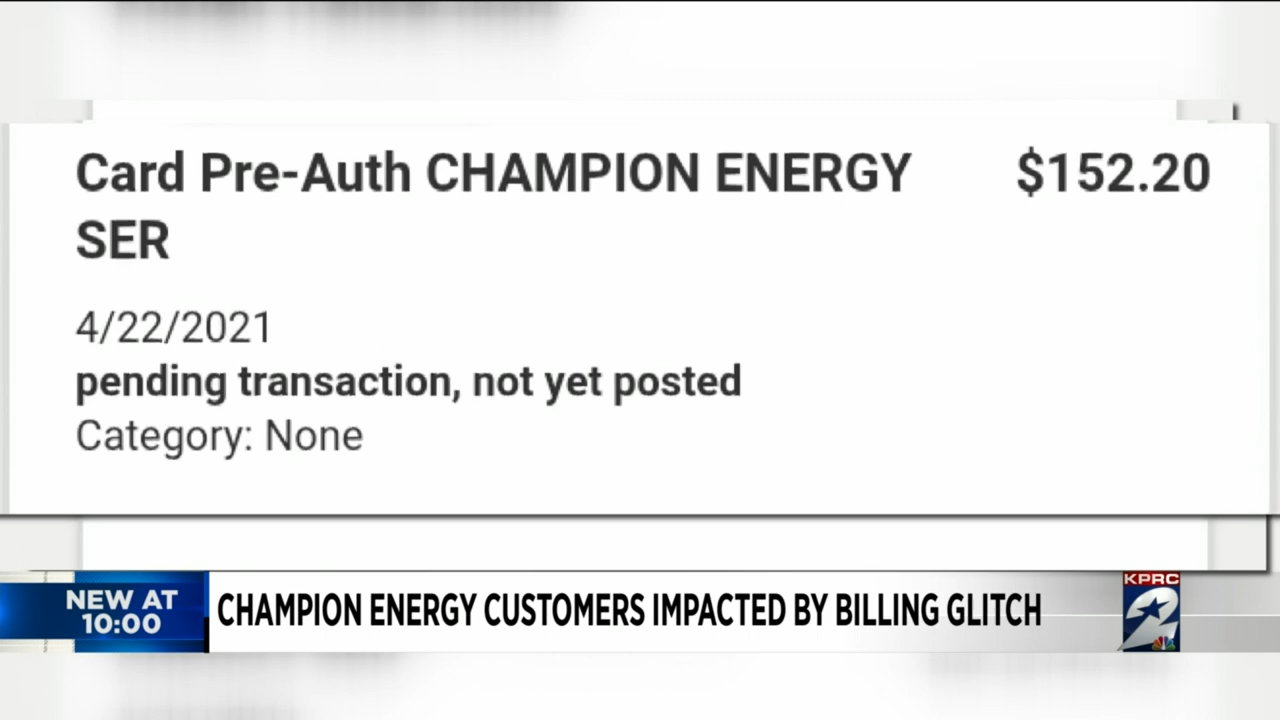 Card Pre-Auth CHAMPION ENERGY $152.20
SER
4/22/2021
pending transaction, not yet posted
Category: None
NEW AT
10:00
CHAMPION ENERGY CUSTOMERS IMPACTED BY BILLING GLITCH
KPRC
2